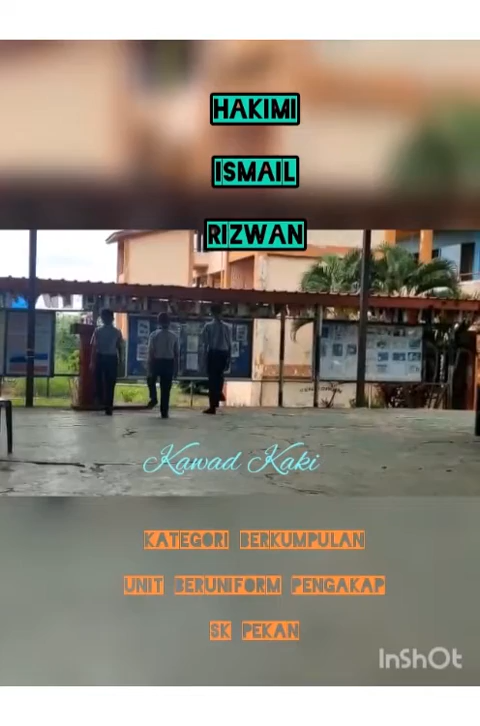 HAKIMI
ISMAIL
RIZWAN
Kawad Kaki
KATEGORI BERKUMPULAN
UNIT BERUNIFORM PENGAKAP
SK PEKAN
InShOt